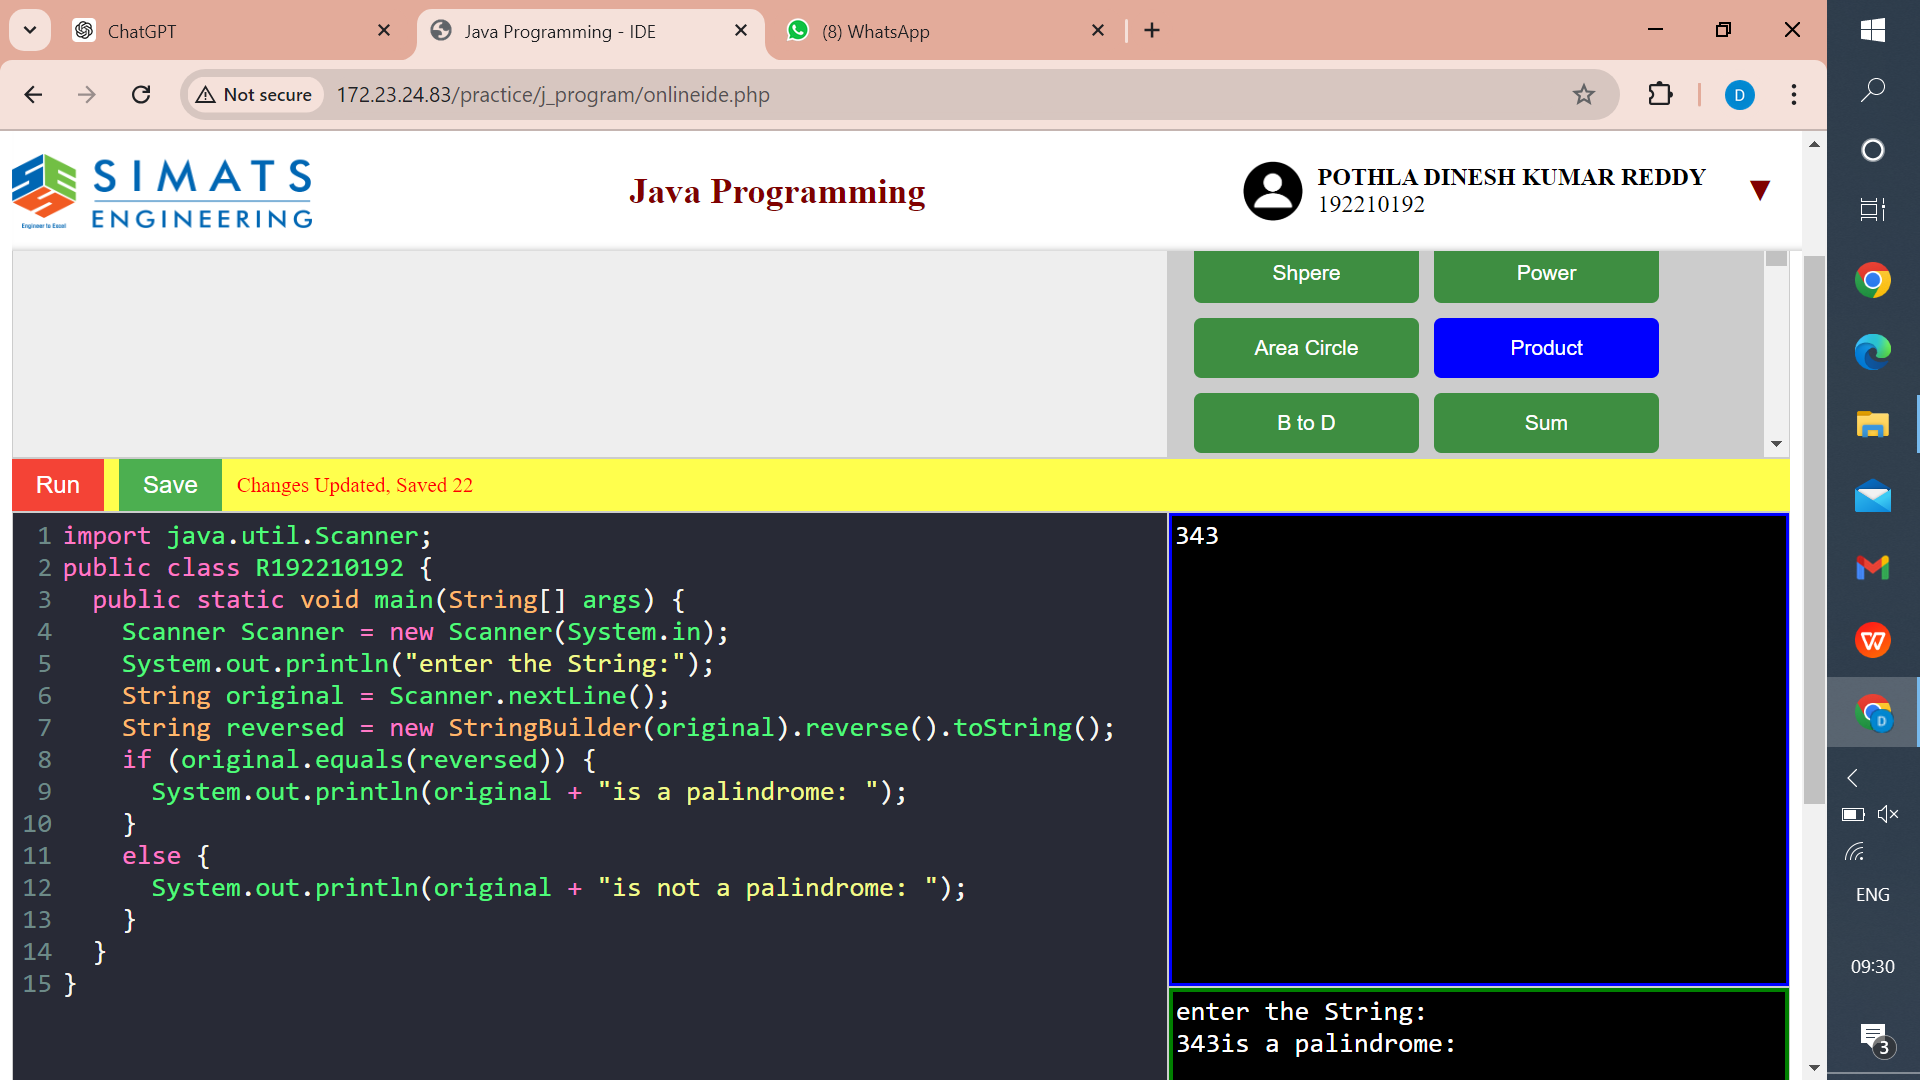 ChatGPT
Java Programming - IDE
(8) WhatsApp
Not secure
172.23.24.83/practice/j_program/onlineide.php
D
SIMATS
ENGINEERING
Engineer to Excel
Java Programming
POTHLA DINESH KUMAR REDDY
192210192
Shpere
Power
Area Circle
Product
B to D
Sum
Run
Save
Changes Updated, Saved 22
1 import java.util.Scanner;
2 public class R192210192 {
3 public static void main(String[] args) {
4 Scanner Scanner = new Scanner(System.in);
5 System.out.println("enter the String:");
6 String original = Scanner.nextLine();
7 String reversed = new StringBuilder(original).reverse().toString();
8 if (original.equals(reversed)) {
9 System.out.println(original + "is a palindrome: ");
10 }
11 else {
12 System.out.println(original + "is not a palindrome: ");
13 }
14 }
15 }
343
enter the String:
343is a palindrome:
W
D
ENG
09:30
3